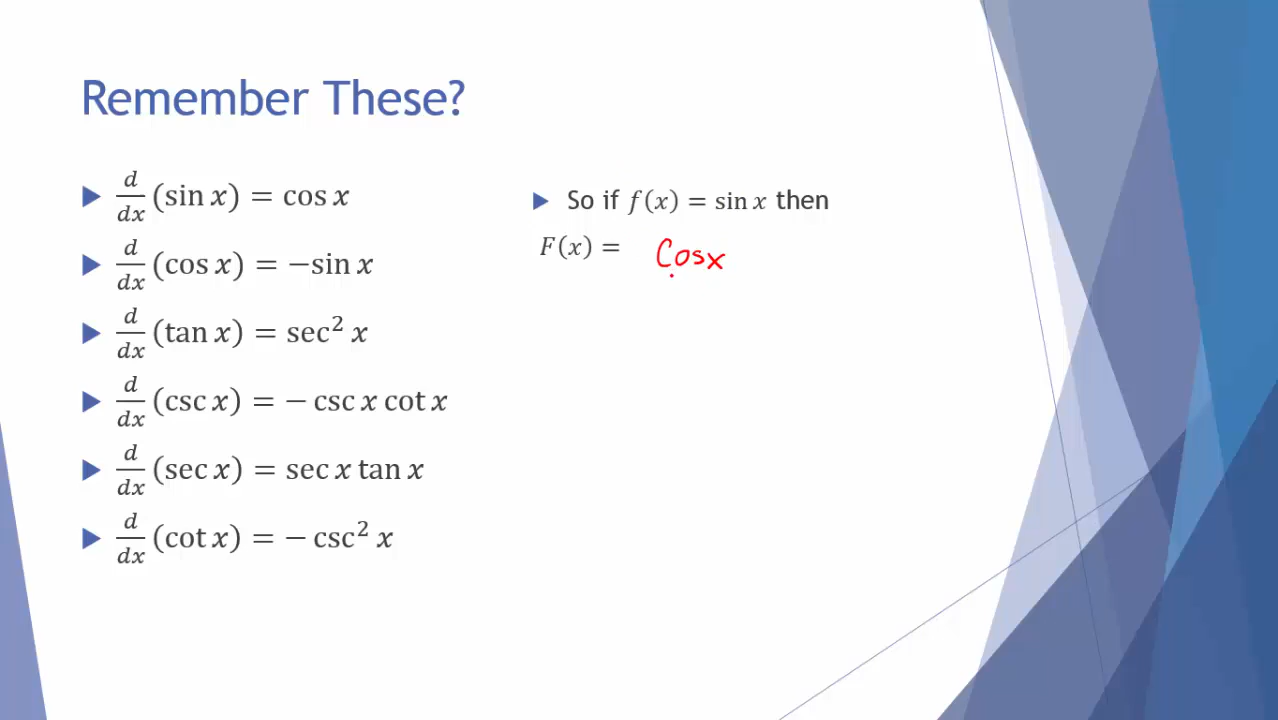 Remember These?
d/dx (sin x) = cos x
d/dx (cos x) = −sin x
d/dx (tan x) = sec² x
d/dx (csc x) = − csc x cot x
d/dx (sec x) = sec x tan x
d/dx (cot x) = − csc² x
So if f(x) = sin x then
F(x) = Cosx